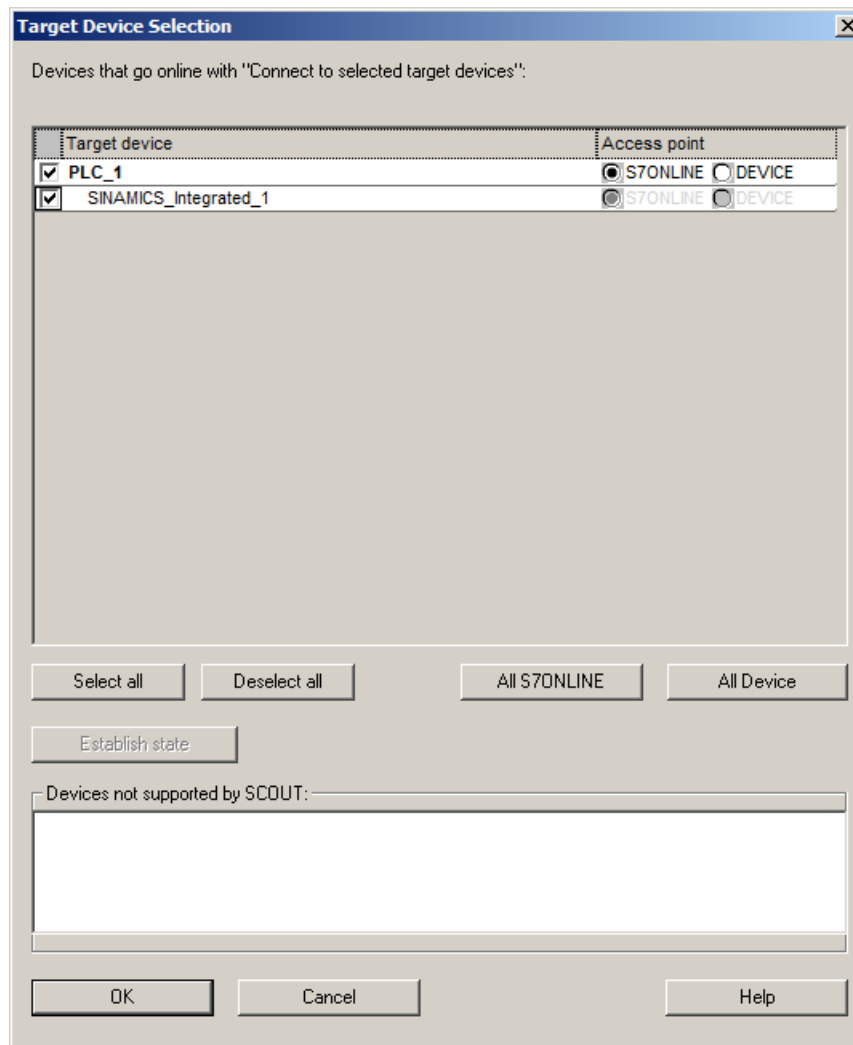 Target Device Selection
Devices that go online with "Connect to selected target devices":
Target device Access point
PLC_1 S7ONLINE DEVICE
SINAMICS_Integrated_1 S7ONLINE DEVICE
Select all Deselect all All S7ONLINE All Device
Establish state
Devices not supported by SCOUT:
OK Cancel Help